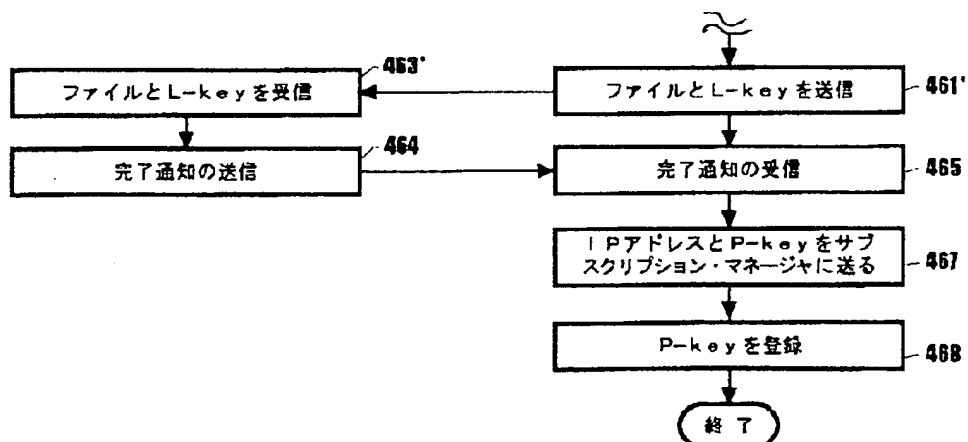 463'
ファイルとL-keyを受信
ファイルとL-keyを送信
461'
464
完了通知の送信
完了通知の受信
465
IPアドレスとP-keyをサブ
スクリプション・マネージャに送る
467
P-keyを登録
468
終了